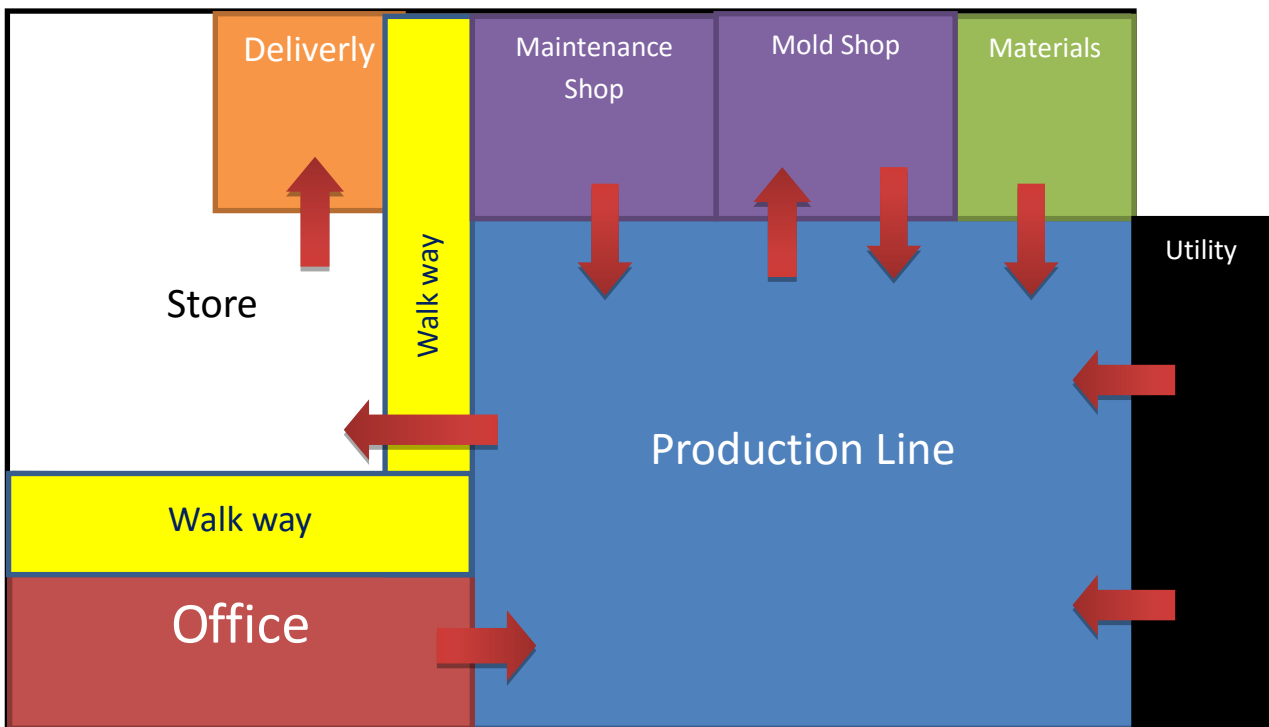 Deliverly
Maintenance
Shop
Mold Shop
Materials
Utility
Walk way
Store
Production Line
Walk way
Office